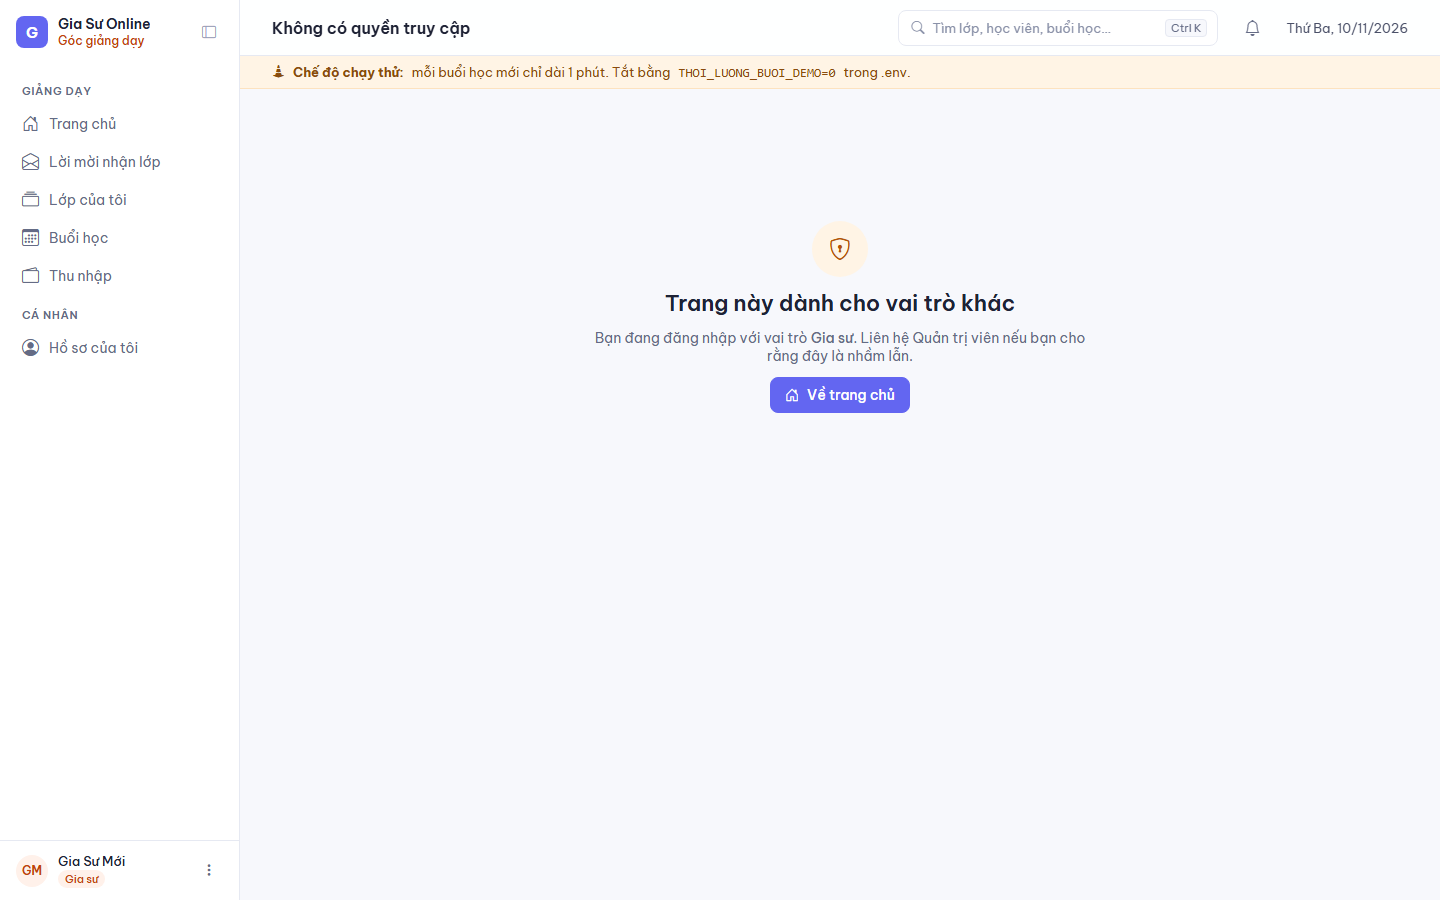 G
Gia Sư Online
Góc giảng dạy
GIẢNG DẠY
Trang chủ
Lời mời nhận lớp
Lớp của tôi
Buổi học
Thu nhập
CÁ NHÂN
Hồ sơ của tôi
GM
Gia Sư Mới
Gia sư
Không có quyền truy cập
Tìm lớp, học viên, buổi học...
Ctrl K
Thứ Ba, 10/11/2026
Chế độ chạy thử: mỗi buổi học mới chỉ dài 1 phút. Tắt bằng THOI_LUONG_BUOI_DEMO=0 trong .env.
Trang này dành cho vai trò khác
Bạn đang đăng nhập với vai trò Gia sư. Liên hệ Quản trị viên nếu bạn cho
rằng đây là nhầm lẫn.
Về trang chủ